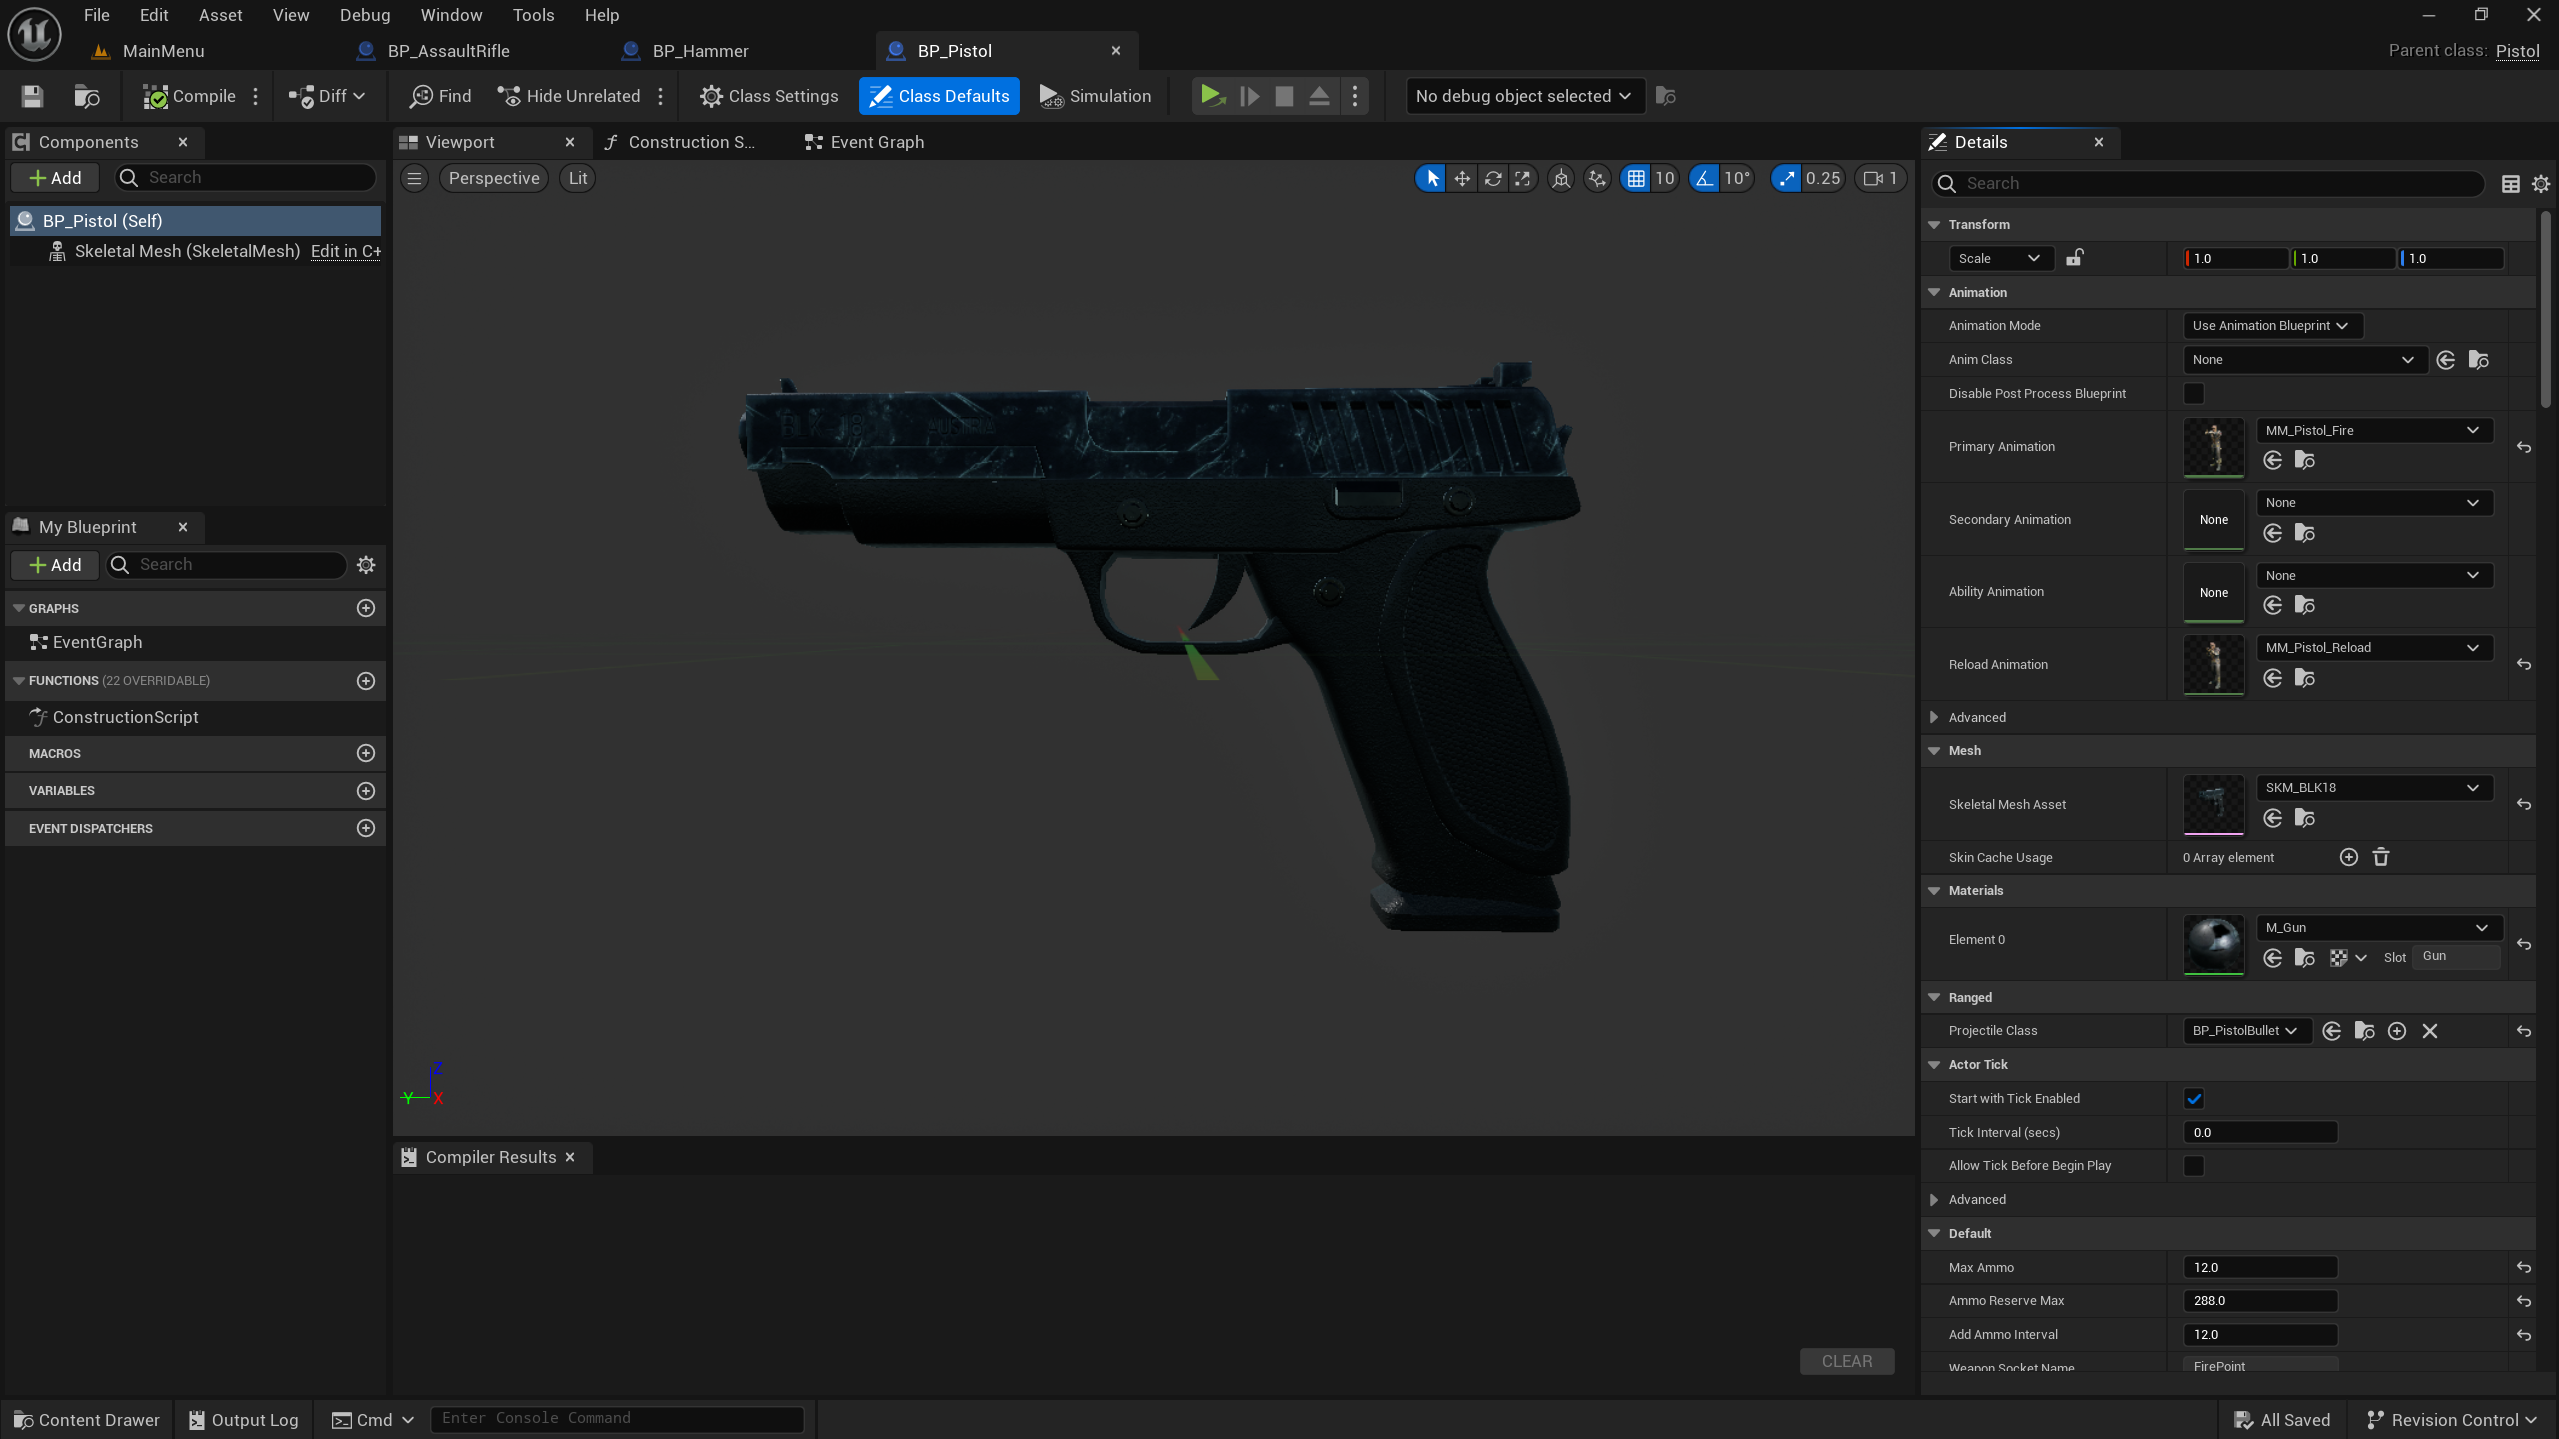 File Edit Asset View Debug Window Tools Help
MainMenu BP_AssaultRifle BP_Hammer BP_Pistol Parent class: Pistol
Compile Diff Find Hide Unrelated Class Settings Class Defaults Simulation No debug object selected
Components Viewport Construction S... Event Graph Details
Add Search Perspective Lit 10 10° 0.25 1 Search
BP_Pistol (Self)
Skeletal Mesh (SkeletalMesh) Edit in C+
My Blueprint
Add Search
GRAPHS
EventGraph
FUNCTIONS (22 OVERRIDABLE)
ConstructionScript
MACROS
VARIABLES
EVENT DISPATCHERS
BLK-18 AUSTRIA
Z
Y X
Compiler Results
CLEAR
Transform
Scale 1.0 1.0 1.0
Animation
Animation Mode Use Animation Blueprint
Anim Class None
Disable Post Process Blueprint
Primary Animation MM_Pistol_Fire
Secondary Animation None None
Ability Animation None None
Reload Animation MM_Pistol_Reload
Advanced
Mesh
Skeletal Mesh Asset SKM_BLK18
Skin Cache Usage 0 Array element
Materials
Element 0 M_Gun
Slot Gun
Ranged
Projectile Class BP_PistolBullet
Actor Tick
Start with Tick Enabled
Tick Interval (secs) 0.0
Allow Tick Before Begin Play
Advanced
Default
Max Ammo 12.0
Ammo Reserve Max 288.0
Add Ammo Interval 12.0
Weapon Socket Name FirePoint
Content Drawer Output Log Cmd Enter Console Command All Saved Revision Control